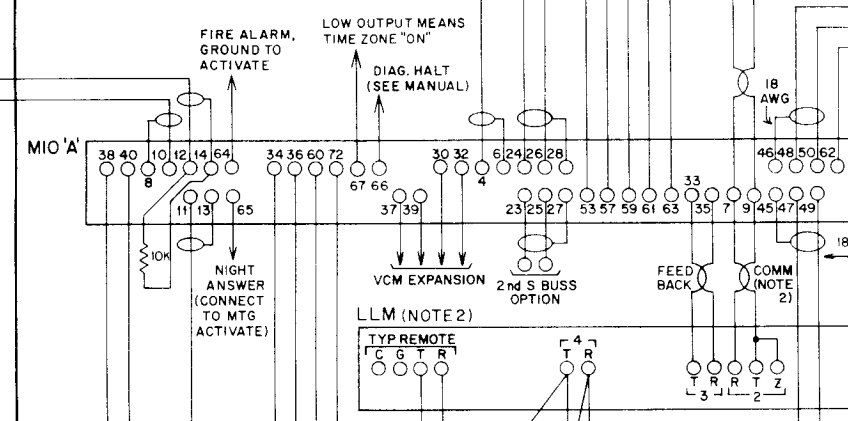 FIRE ALARM,
GROUND TO
ACTIVATE
LOW OUTPUT MEANS
TIME ZONE "ON"
DIAG. HALT
(SEE MANUAL)
18
AWG
MIO 'A'
38 40 8 10 12 14 64 34 36 60 72 67 66 30 32 4 6 24 26 28 33 46 48 50 62
11 13 65 37 39 23 25 27 53 57 59 61 63 35 7 9 45 47 49
10K
NIGHT
ANSWER
(CONNECT
TO MTG
ACTIVATE)
VCM EXPANSION
2nd S BUSS
OPTION
FEED
BACK
COMM
(NOTE
2)
18
LLM (NOTE 2)
TYP REMOTE
C G T R
4
T R
T R R T Z
3 2